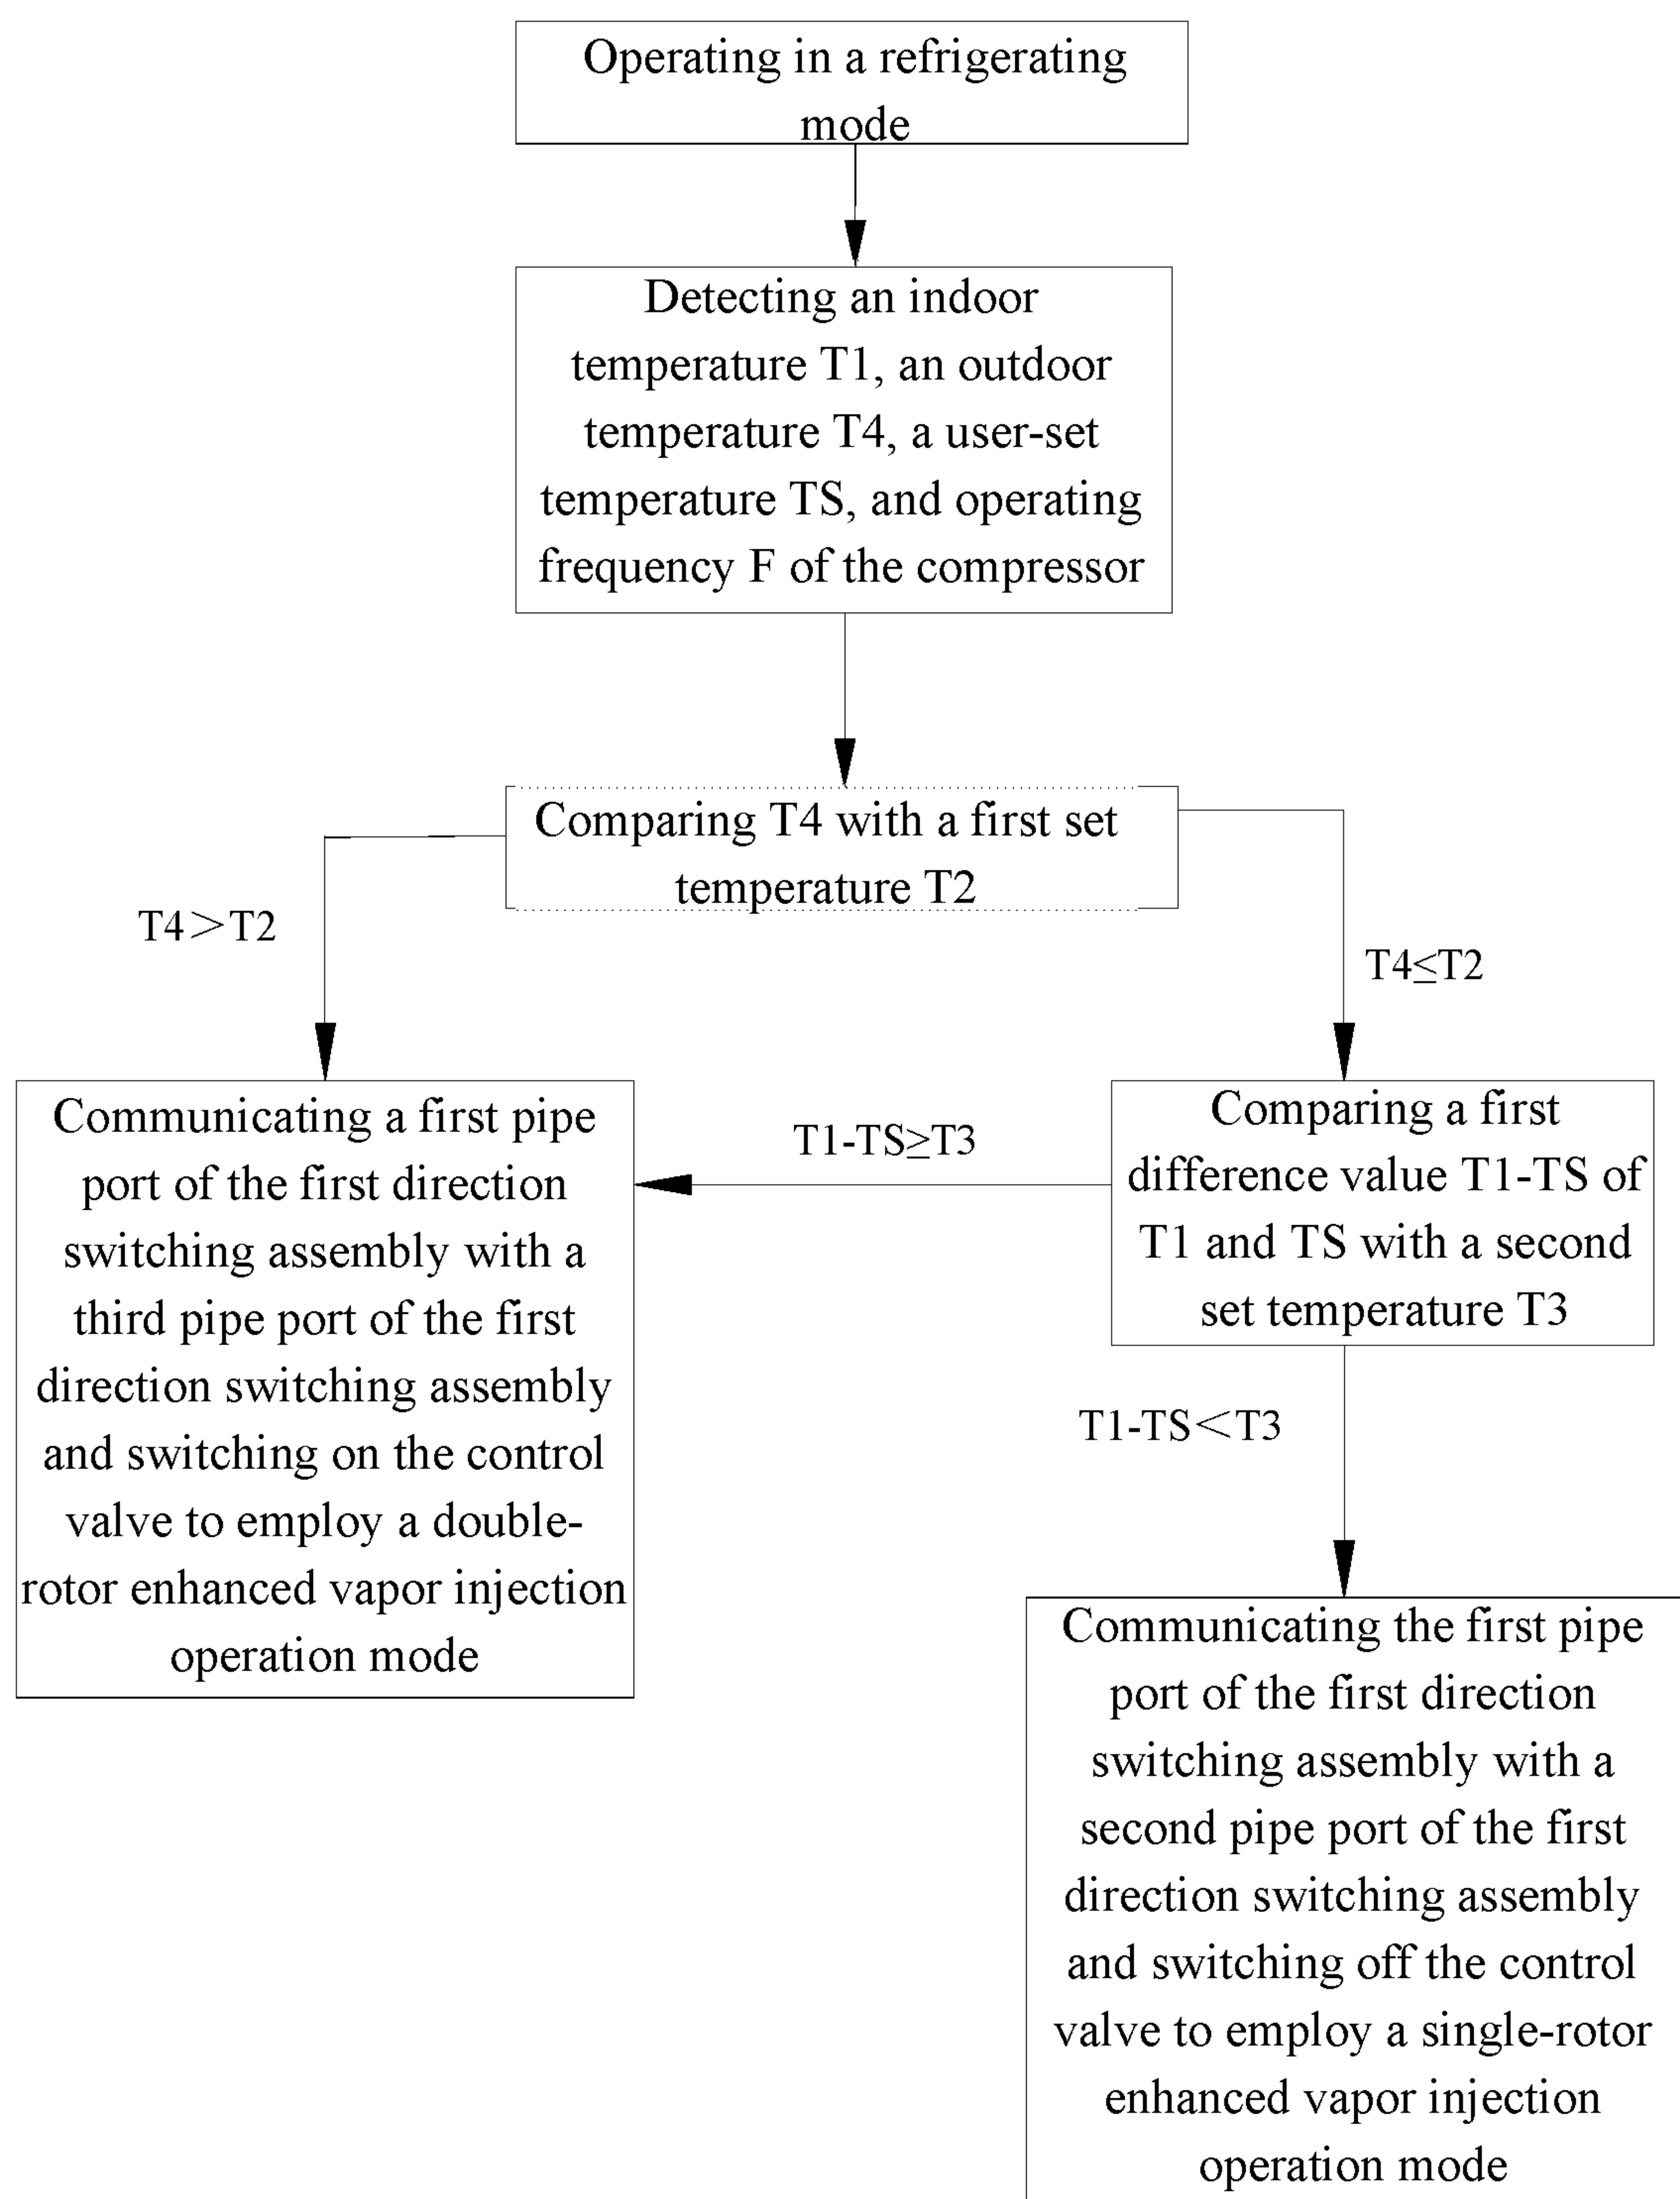 Operating in a refrigerating
mode
Detecting an indoor
temperature T1, an outdoor
temperature T4, a user-set
temperature TS, and operating
frequency F of the compressor
Comparing T4 with a first set
temperature T2
T4>T2
T4≤T2
Communicating a first pipe
port of the first direction
switching assembly with a
third pipe port of the first
direction switching assembly
and switching on the control
valve to employ a double-
rotor enhanced vapor injection
operation mode
T1-TS≥T3
Comparing a first
difference value T1-TS of
T1 and TS with a second
set temperature T3
T1-TS<T3
Communicating the first pipe
port of the first direction
switching assembly with a
second pipe port of the first
direction switching assembly
and switching off the control
valve to employ a single-rotor
enhanced vapor injection
operation mode